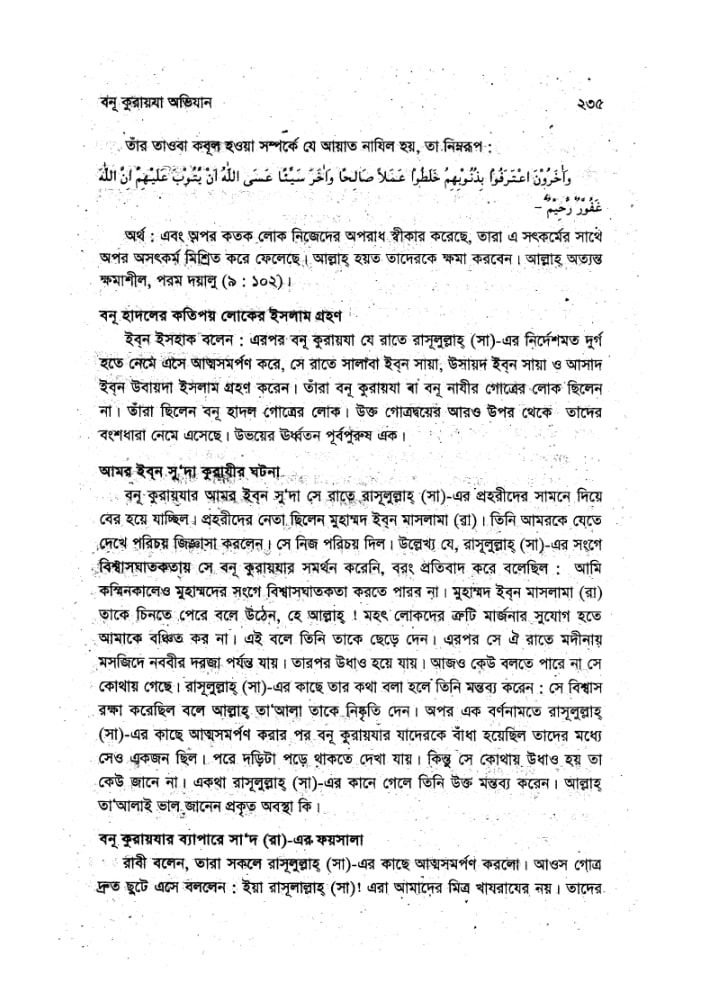 বনূ কুরায়যা অভিযান ২৩৫
তাঁর তাওবা কবূল হওয়া সম্পর্কে যে আয়াত নাযিল হয়, তা নিম্নরূপ :
وَاٰخَرُوْنَ اعْتَرَفُوْا بِذُنُوْبِهِمْ خَلَطُوْا عَمَلاً صَالِحًا وَاٰخَرَ سَيِّئًا عَسَى اللّٰهُ اَنْ يَّتُوْبَ عَلَيْهِمْ اِنَّ اللّٰهَ
غَفُوْرٌ رَّحِيْمٌ –
অর্থ : এবং অপর কতক লোক নিজেদের অপরাধ স্বীকার করেছে, তারা এ সৎকর্মের সাথে
অপর অসৎকর্ম মিশ্রিত করে ফেলেছে। আল্লাহ্ হয়ত তাদেরকে ক্ষমা করবেন। আল্লাহ্ অত্যন্ত
ক্ষমাশীল, পরম দয়ালু (৯ : ১০২)।
বনূ হাদলের কতিপয় লোকের ইসলাম গ্রহণ
ইব্‌ন ইসহাক বলেন : এরপর বনূ কুরায়যা যে রাতে রাসূলুল্লাহ্ (সা)-এর নির্দেশমত দুর্গ
হতে নেমে এসে আত্মসমর্পণ করে, সে রাতে সালাবা ইব্‌ন সায়া, উসায়দ ইব্‌ন সায়া ও আসাদ
ইব্‌ন উবায়দা ইসলাম গ্রহণ করেন। তাঁরা বনূ কুরায়যা বা বনূ নাযীর গোত্রের লোক ছিলেন
না। তাঁরা ছিলেন বনূ হাদল গোত্রের লোক। উক্ত গোত্রদ্বয়ের আরও উপর থেকে তাদের
বংশধারা নেমে এসেছে। উভয়ের ঊর্ধ্বতন পূর্বপুরুষ এক।
আমর ইব্‌ন সু'দা কুরাযীর ঘটনা
বনূ কুরায়যার আমর ইব্‌ন সু'দা সে রাতে রাসূলুল্লাহ্ (সা)-এর প্রহরীদের সামনে দিয়ে
বের হয়ে যাচ্ছিল। প্রহরীদের নেতা ছিলেন মুহাম্মদ ইব্‌ন মাসলামা (রা)। তিনি আমরকে যেতে
দেখে পরিচয় জিজ্ঞাসা করলেন। সে নিজ পরিচয় দিল। উল্লেখ্য যে, রাসূলুল্লাহ্ (সা)-এর সংগে
বিশ্বাসঘাতকতায় সে বনূ কুরায়যার সমর্থন করেনি, বরং প্রতিবাদ করে বলেছিল : আমি
কস্মিনকালেও মুহাম্মদের সংগে বিশ্বাসঘাতকতা করতে পারব না। মুহাম্মদ ইব্‌ন মাসলামা (রা)
তাকে চিনতে পেরে বলে উঠেন, হে আল্লাহ্ ! মহৎ লোকদের ত্রুটি মার্জনার সুযোগ হতে
আমাকে বঞ্চিত কর না। এই বলে তিনি তাকে ছেড়ে দেন। এরপর সে ঐ রাতে মদীনায়
মসজিদে নববীর দরজা পর্যন্ত যায়। তারপর উধাও হয়ে যায়। আজও কেউ বলতে পারে না সে
কোথায় গেছে। রাসূলুল্লাহ্ (সা)-এর কাছে তার কথা বলা হলে তিনি মন্তব্য করেন : সে বিশ্বাস
রক্ষা করেছিল বলে আল্লাহ্ তা'আলা তাকে নিষ্কৃতি দেন। অপর এক বর্ণনামতে রাসূলুল্লাহ্
(সা)-এর কাছে আত্মসমর্পণ করার পর বনূ কুরায়যার যাদেরকে বাঁধা হয়েছিল তাদের মধ্যে
সেও একজন ছিল। পরে দড়িটা পড়ে থাকতে দেখা যায়। কিন্তু সে কোথায় উধাও হয় তা
কেউ জানে না। একথা রাসূলুল্লাহ্ (সা)-এর কানে গেলে তিনি উক্ত মন্তব্য করেন। আল্লাহ্
তা'আলাই ভাল জানেন প্রকৃত অবস্থা কি।
বনূ কুরায়যার ব্যাপারে সা'দ (রা)-এর ফয়সালা
রাবী বলেন, তারা সকলে রাসূলুল্লাহ্ (সা)-এর কাছে আত্মসমর্পণ করলো। আওস গোত্র
দ্রুত ছুটে এসে বললেন : ইয়া রাসূলাল্লাহ্ (সা)! এরা আমাদের মিত্র খাযরাযের নয়। তাদের